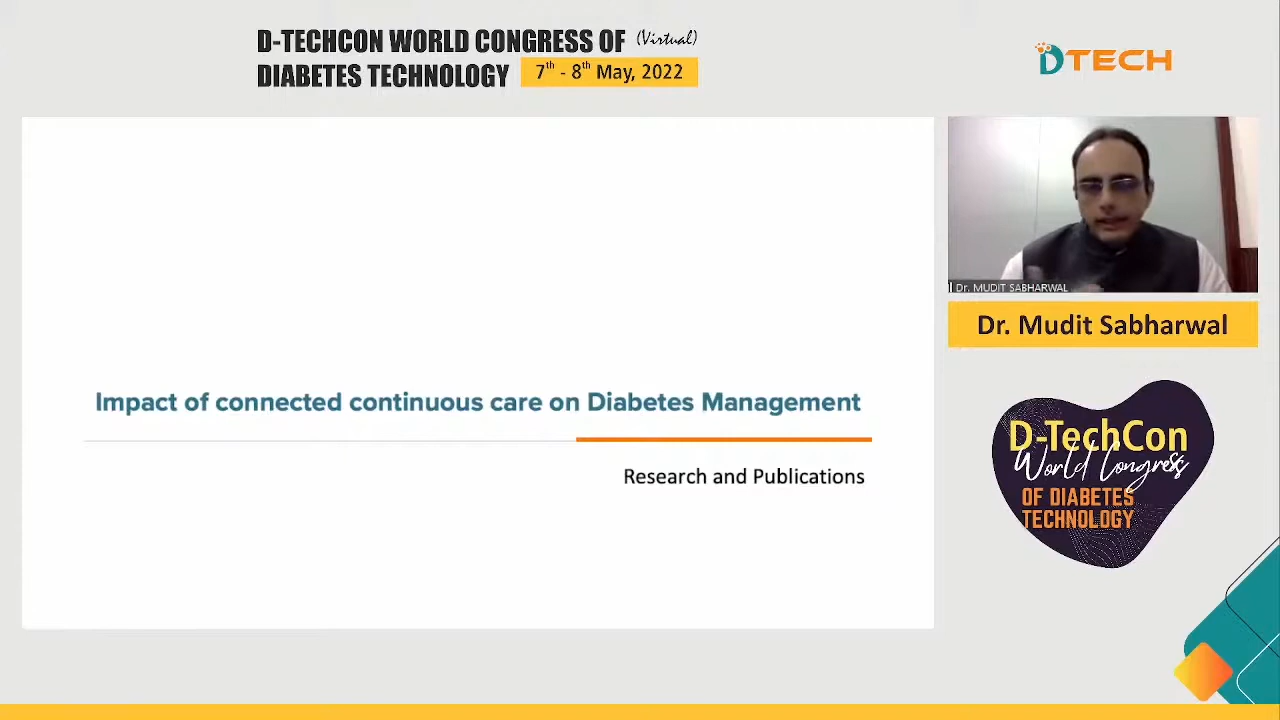 D-TECHCON WORLD CONGRESS OF (Virtual)
DIABETES TECHNOLOGY 7th - 8th May, 2022
DTECH
Dr. MUDIT SABHARWAL
Dr. Mudit Sabharwal
Impact of connected continuous care on Diabetes Management
Research and Publications
D-TechCon
World Congress
OF DIABETES
TECHNOLOGY